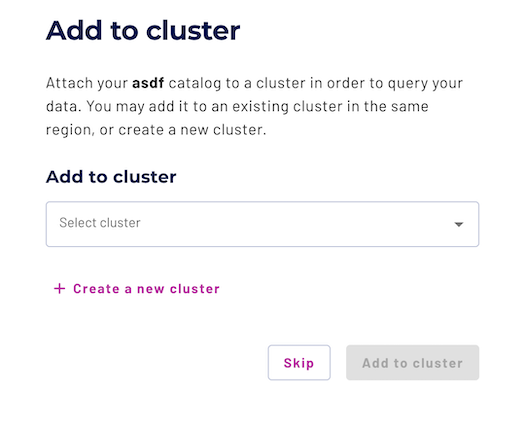 Add to cluster
Attach your asdf catalog to a cluster in order to query your
data. You may add it to an existing cluster in the same
region, or create a new cluster.
Add to cluster
Select cluster
+ Create a new cluster
Skip
Add to cluster